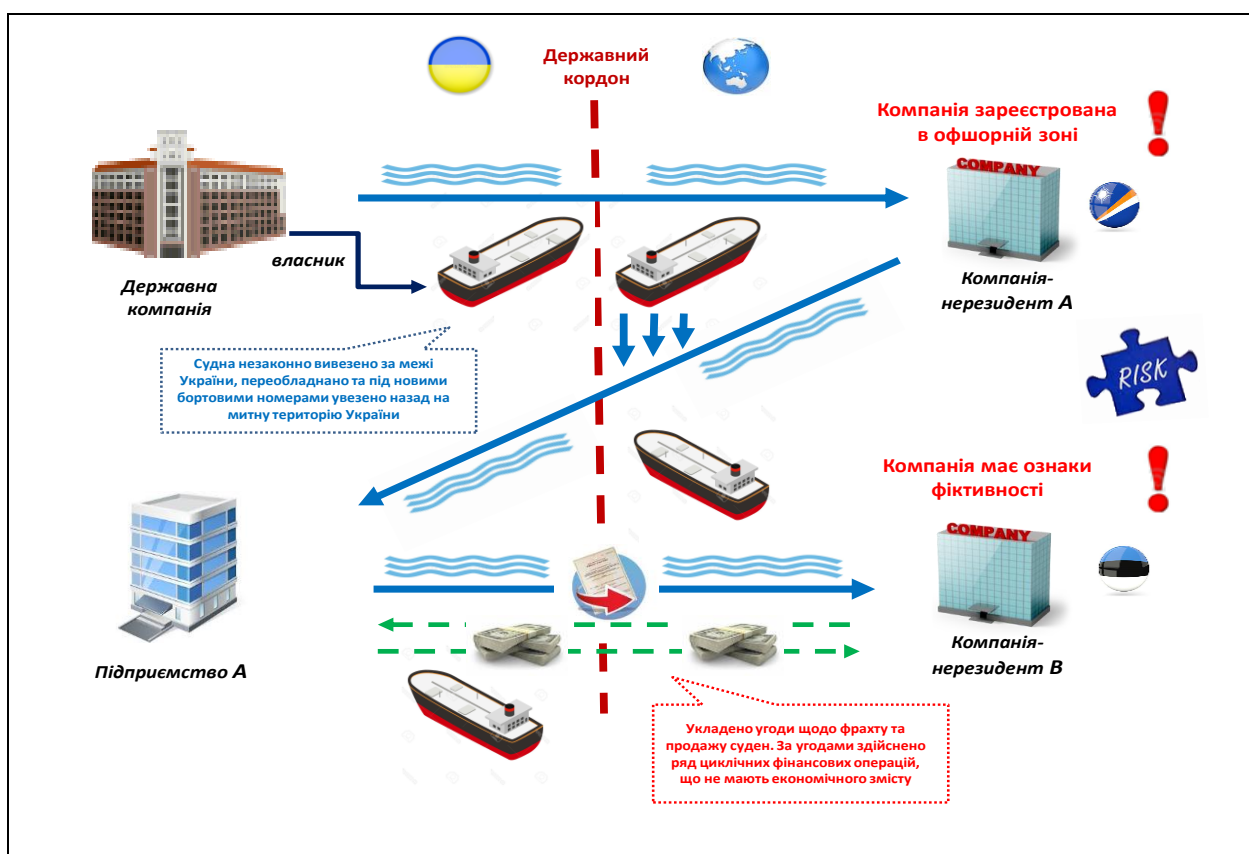 Державний
кордон
Компанія зареєстрована
в офшорній зоні
COMPANY
власник
Державна
компанія
Компанія-
нерезидент А
Судна незаконно вивезено за межі
України, переобладнано та під новими
бортовими номерами увезено назад на
митну територію України
RISK
Компанія має ознаки
фіктивності
COMPANY
Підприємство А
Компанія-
нерезидент В
Укладено угоди щодо фрахту та
продажу суден. За угодами здійснено
ряд циклічних фінансових операцій,
що не мають економічного змісту